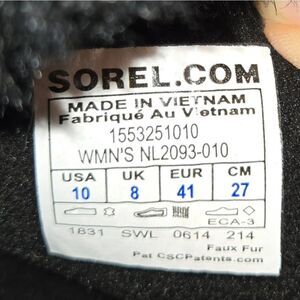 SOREL.COM
MADE IN VIETNAM
Fabriqué Au Vietnam
1553251010
WMN'S NL2093-010
USA UK EUR CM
10 8 41 27
ECA-3
1831 SWL 0614 214
Faux Fur
Pat CSCPatents.com.